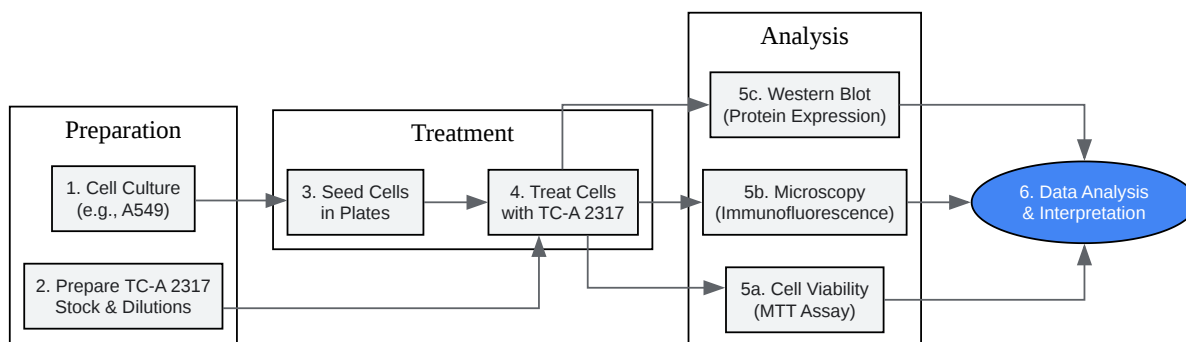 Preparation
1. Cell Culture
(e.g., A549)
2. Prepare TC-A 2317
Stock & Dilutions
Treatment
3. Seed Cells
in Plates
4. Treat Cells
with TC-A 2317
Analysis
5c. Western Blot
(Protein Expression)
5b. Microscopy
(Immunofluorescence)
5a. Cell Viability
(MTT Assay)
6. Data Analysis
& Interpretation